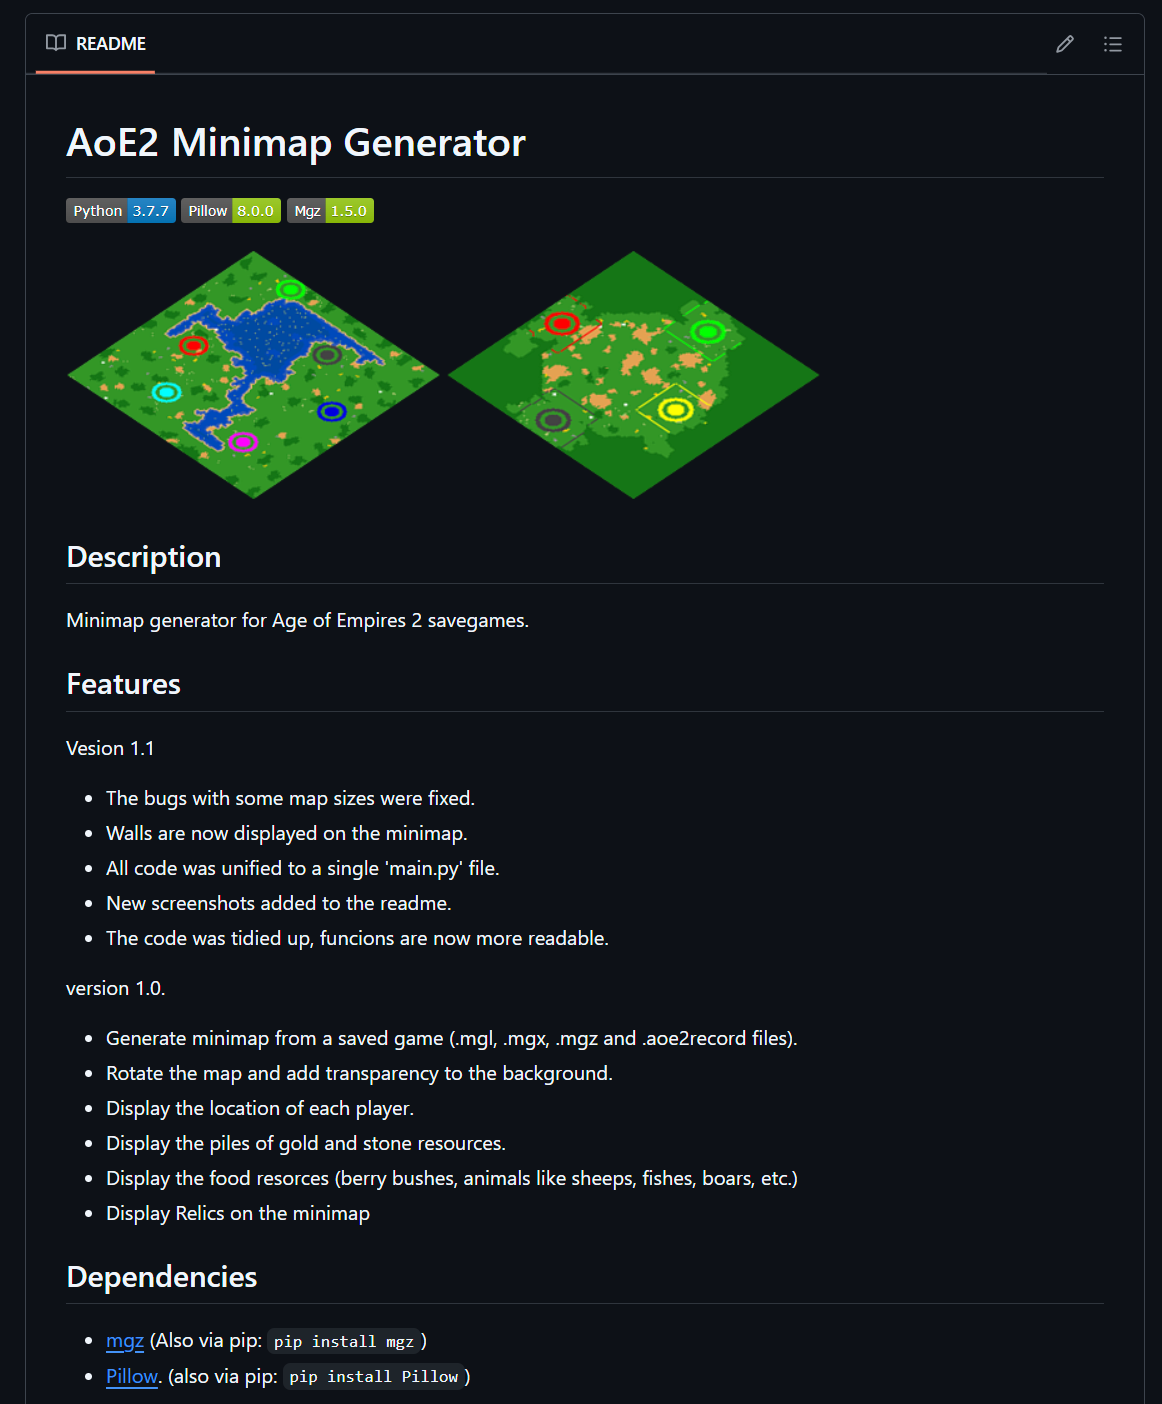 README
AoE2 Minimap Generator
Python 3.7.7 Pillow 8.0.0 Mgz 1.5.0
Description
Minimap generator for Age of Empires 2 savegames.
Features
Vesion 1.1
The bugs with some map sizes were fixed.
Walls are now displayed on the minimap.
All code was unified to a single 'main.py' file.
New screenshots added to the readme.
The code was tidied up, funcions are now more readable.
version 1.0.
Generate minimap from a saved game (.mgl, .mgx, .mgz and .aoe2record files).
Rotate the map and add transparency to the background.
Display the location of each player.
Display the piles of gold and stone resources.
Display the food resorces (berry bushes, animals like sheeps, fishes, boars, etc.)
Display Relics on the minimap
Dependencies
mgz (Also via pip: pip install mgz)
Pillow. (also via pip: pip install Pillow)